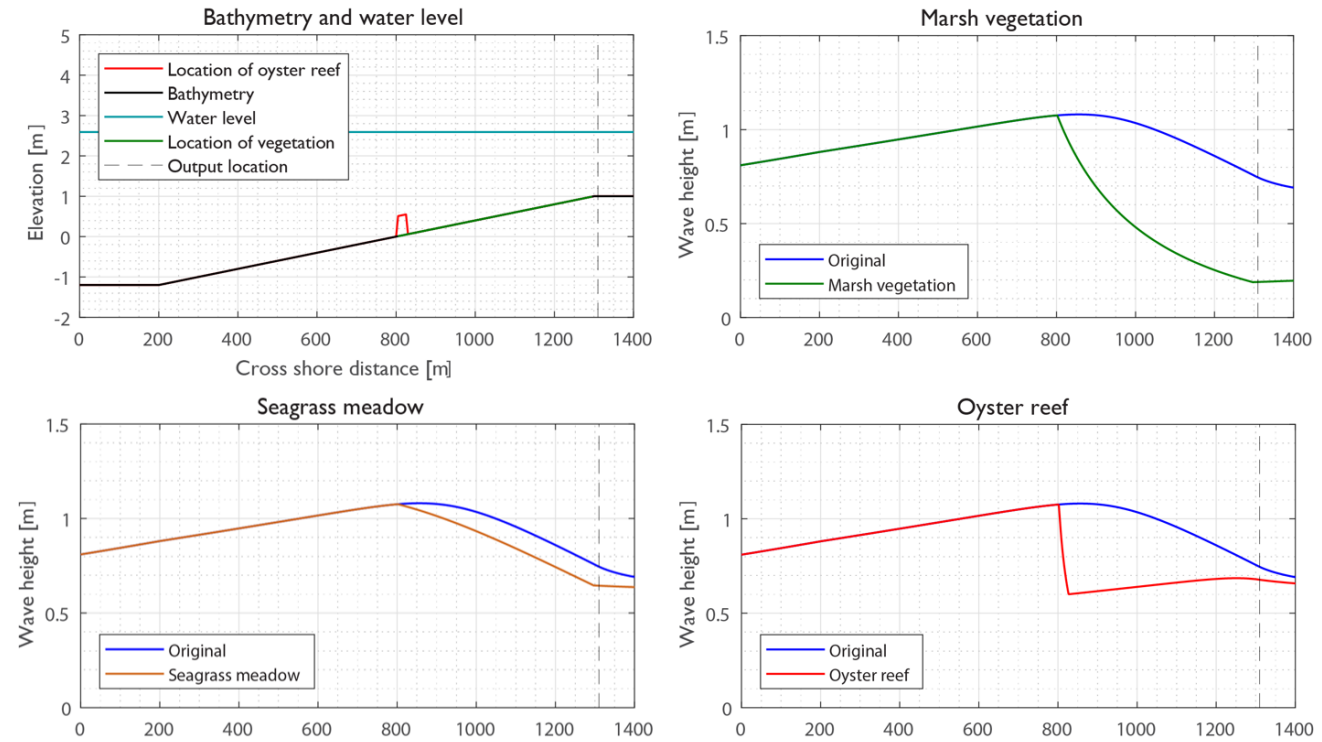 Bathymetry and water level
5
4
3
2
1
0
-1
-2
Elevation [m]
Location of oyster reef
Bathymetry
Water level
Location of vegetation
Output location
0 200 400 600 800 1000 1200 1400
Cross shore distance [m]
Marsh vegetation
1.5
1
0.5
0
Wave height [m]
Original
Marsh vegetation
0 200 400 600 800 1000 1200 1400
Seagrass meadow
1.5
1
0.5
0
Wave height [m]
Original
Seagrass meadow
0 200 400 600 800 1000 1200 1400
Oyster reef
1.5
1
0.5
0
Wave height [m]
Original
Oyster reef
0 200 400 600 800 1000 1200 1400